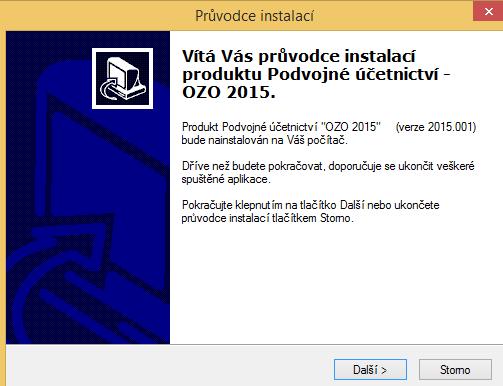 Průvodce instalací
Vítá Vás průvodce instalací
produktu Podvojné účetnictví -
OZO 2015.
Produkt Podvojné účetnictví "OZO 2015" (verze 2015.001)
bude nainstalován na Váš počítač.
Dříve než budete pokračovat, doporučuje se ukončit veškeré
spuštěné aplikace.
Pokračujte klepnutím na tlačítko Další nebo ukončete
průvodce instalací tlačítkem Storno.
Další >
Storno